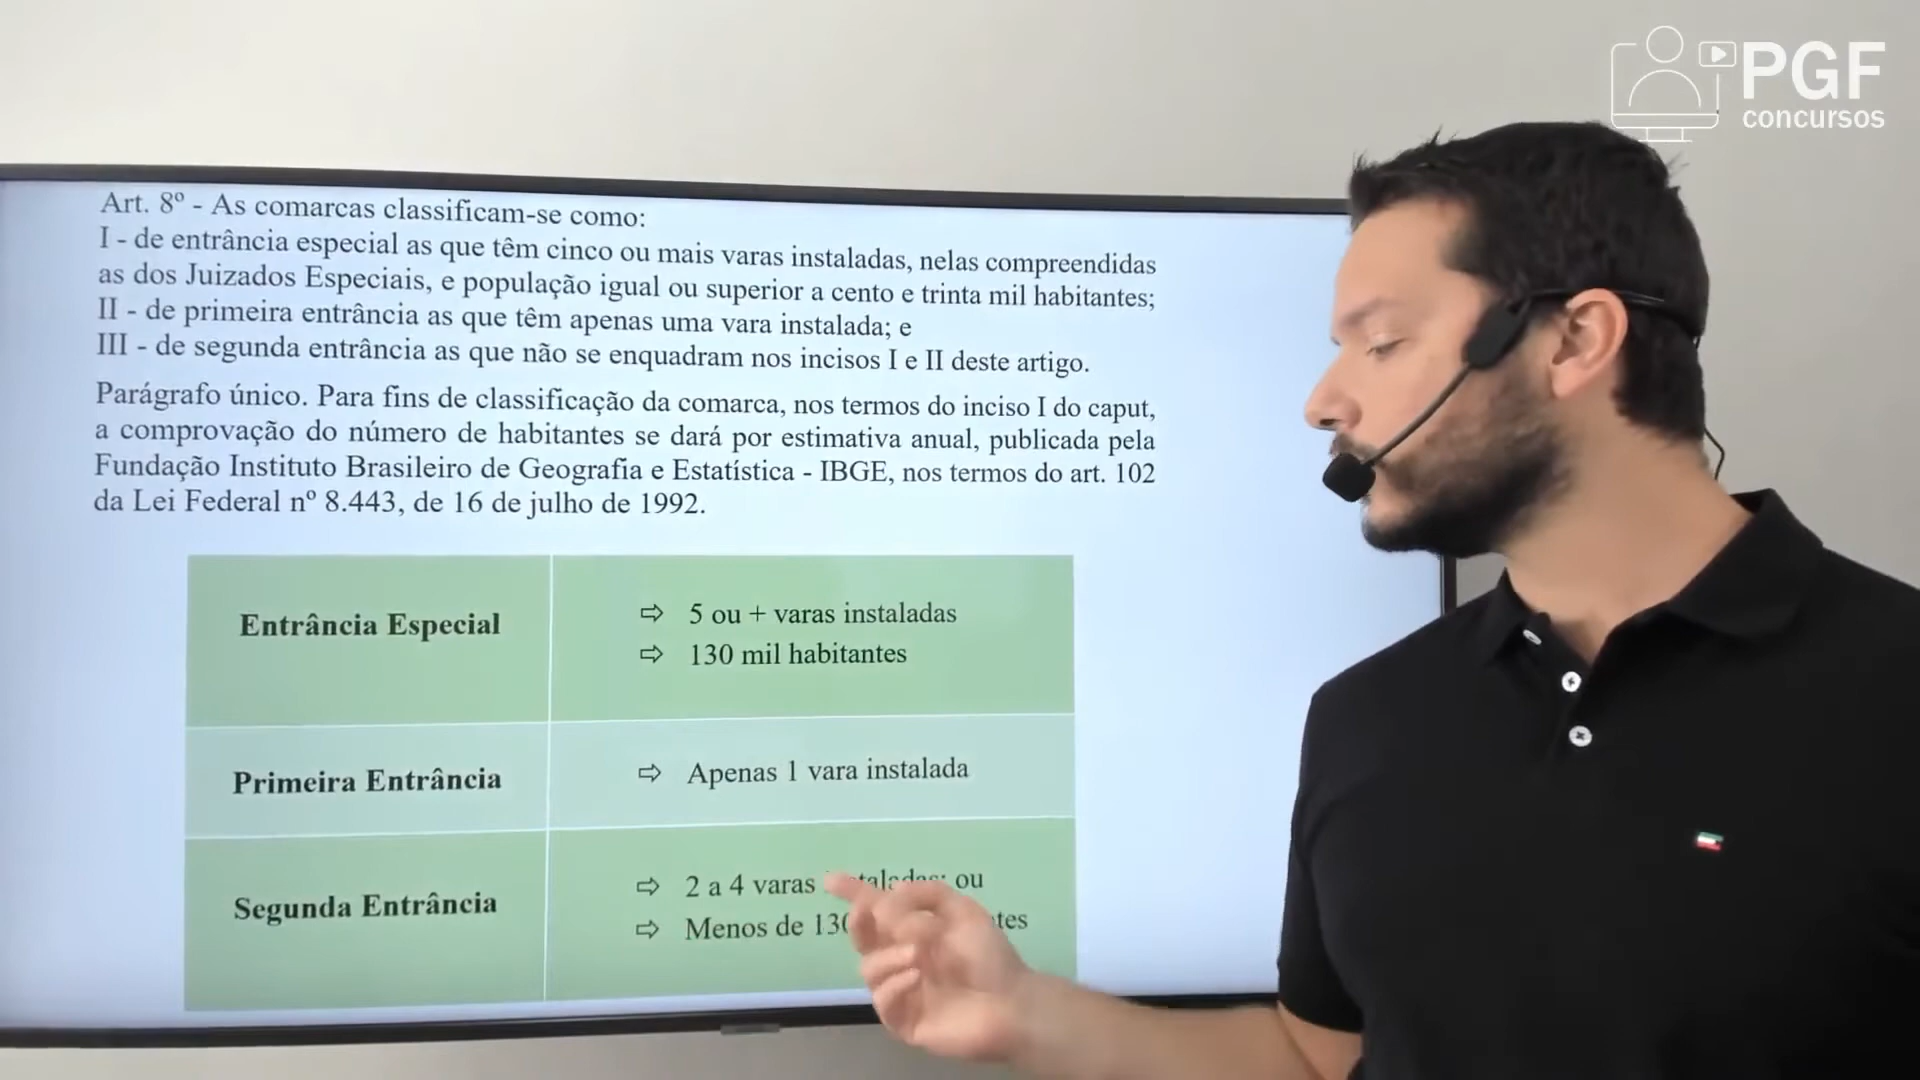 PGF
concursos
Art. 8º - As comarcas classificam-se como:
I - de entrância especial as que têm cinco ou mais varas instaladas, nelas compreendidas
as dos Juizados Especiais, e população igual ou superior a cento e trinta mil habitantes;
II - de primeira entrância as que têm apenas uma vara instalada; e
III - de segunda entrância as que não se enquadram nos incisos I e II deste artigo.
Parágrafo único. Para fins de classificação da comarca, nos termos do inciso I do caput,
a comprovação do número de habitantes se dará por estimativa anual, publicada pela
Fundação Instituto Brasileiro de Geografia e Estatística - IBGE, nos termos do art. 102
da Lei Federal nº 8.443, de 16 de julho de 1992.
Entrância Especial
⇨ 5 ou + varas instaladas
⇨ 130 mil habitantes
Primeira Entrância
⇨ Apenas 1 vara instalada
Segunda Entrância
⇨ 2 a 4 varas ou
⇨ Menos de